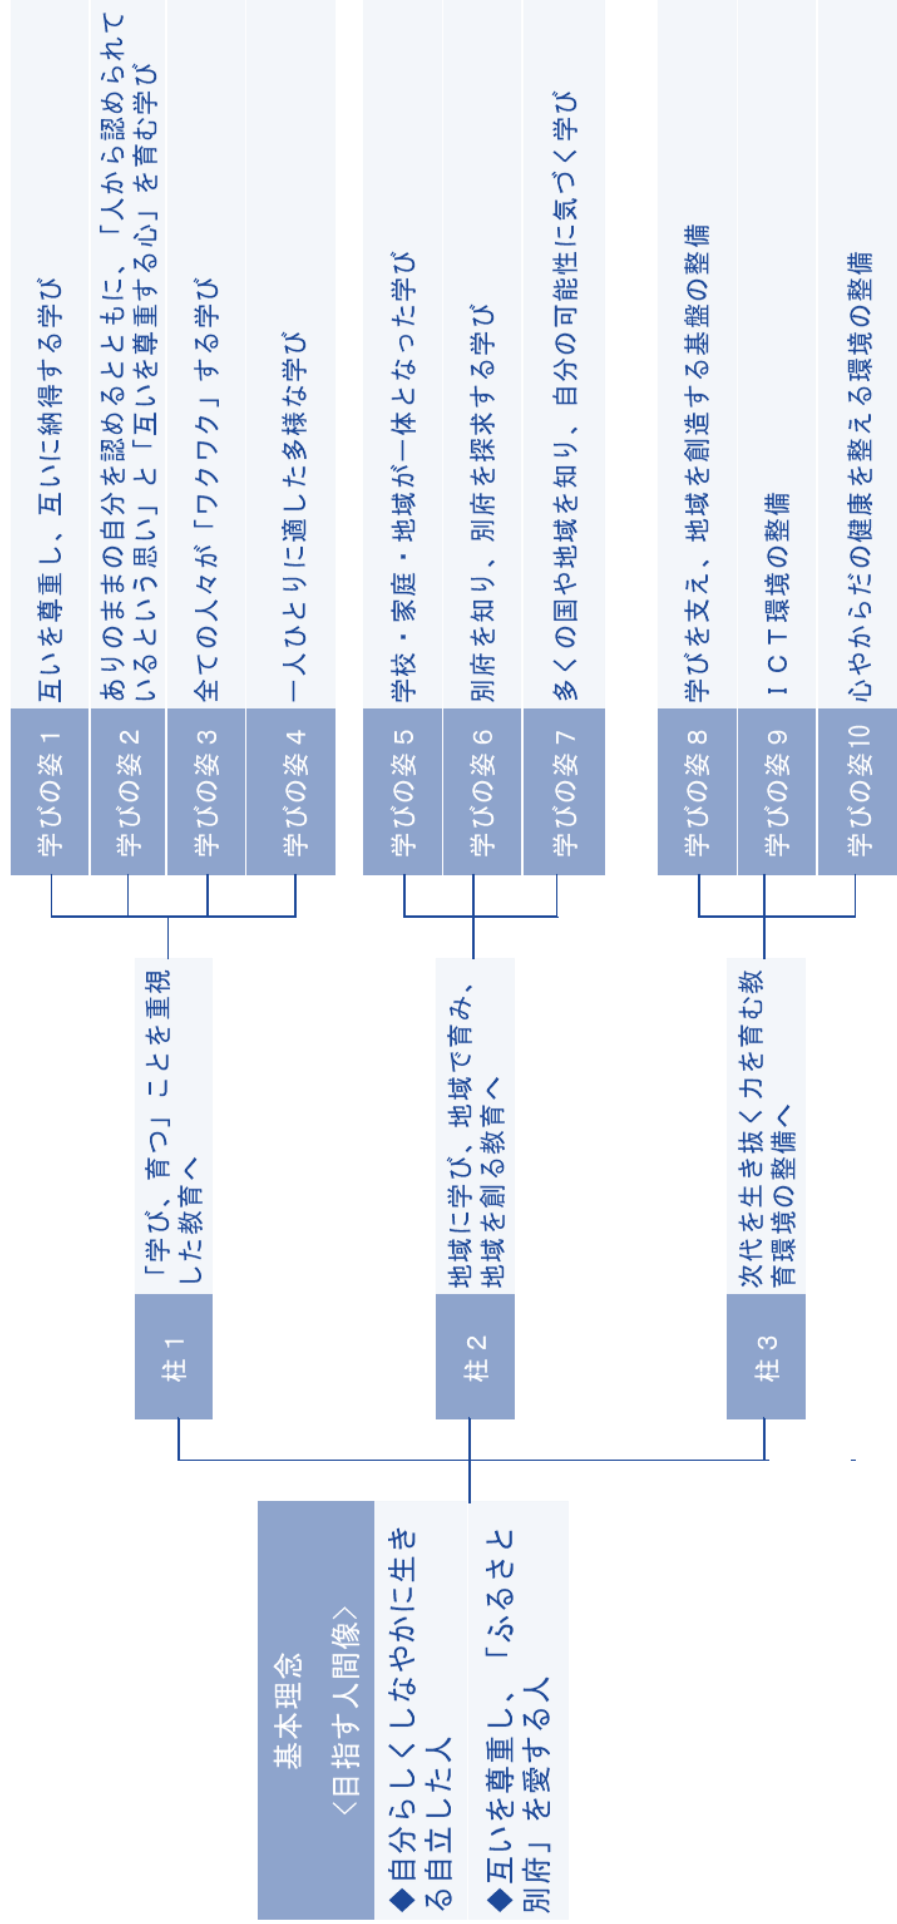 基本理念
<目指す人間像>
◆自分らしくしなやかに生き
る自立した人
◆互いを尊重し、「ふるさと
別府」を愛する人
柱1
「学び、育つ」ことを重視
した教育へ
学びの姿1
互いを尊重し、互いに納得する学び
学びの姿2
ありのままの自分を認めるとともに、「人から認められて
いるという思い」と「互いを尊重する心」を育む学び
学びの姿3
全ての人々が「ワクワク」する学び
学びの姿4
一人ひとりに適した多様な学び
柱2
地域に学び、地域で育み、
地域を創る教育へ
学びの姿5
学校・家庭・地域が一体となった学び
学びの姿6
別府を知り、別府を探求する学び
学びの姿7
多くの国や地域を知り、自分の可能性に気づく学び
柱3
次代を生き抜く力を育む教
育環境の整備へ
学びの姿8
学びを支え、地域を創造する基盤の整備
学びの姿9
ICT環境の整備
学びの姿10
心やからだの健康を整える環境の整備